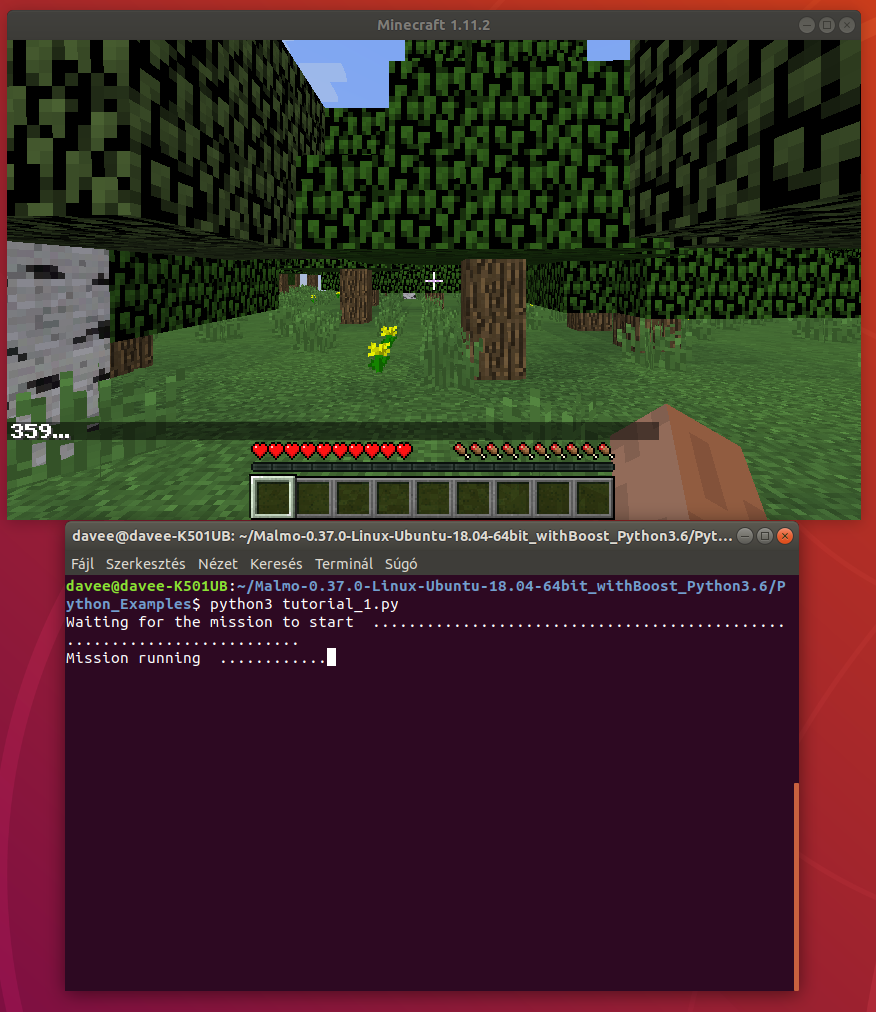 Minecraft 1.11.2
359...
davee@davee-K501UB: ~/Malmo-0.37.0-Linux-Ubuntu-18.04-64bit_withBoost_Python3.6/Pyt...
Fájl Szerkesztés Nézet Keresés Terminál Súgó
davee@davee-K501UB:~/Malmo-0.37.0-Linux-Ubuntu-18.04-64bit_withBoost_Python3.6/P
ython_Examples$ python3 tutorial_1.py
Waiting for the mission to start ..............................................
..........................
Mission running ............